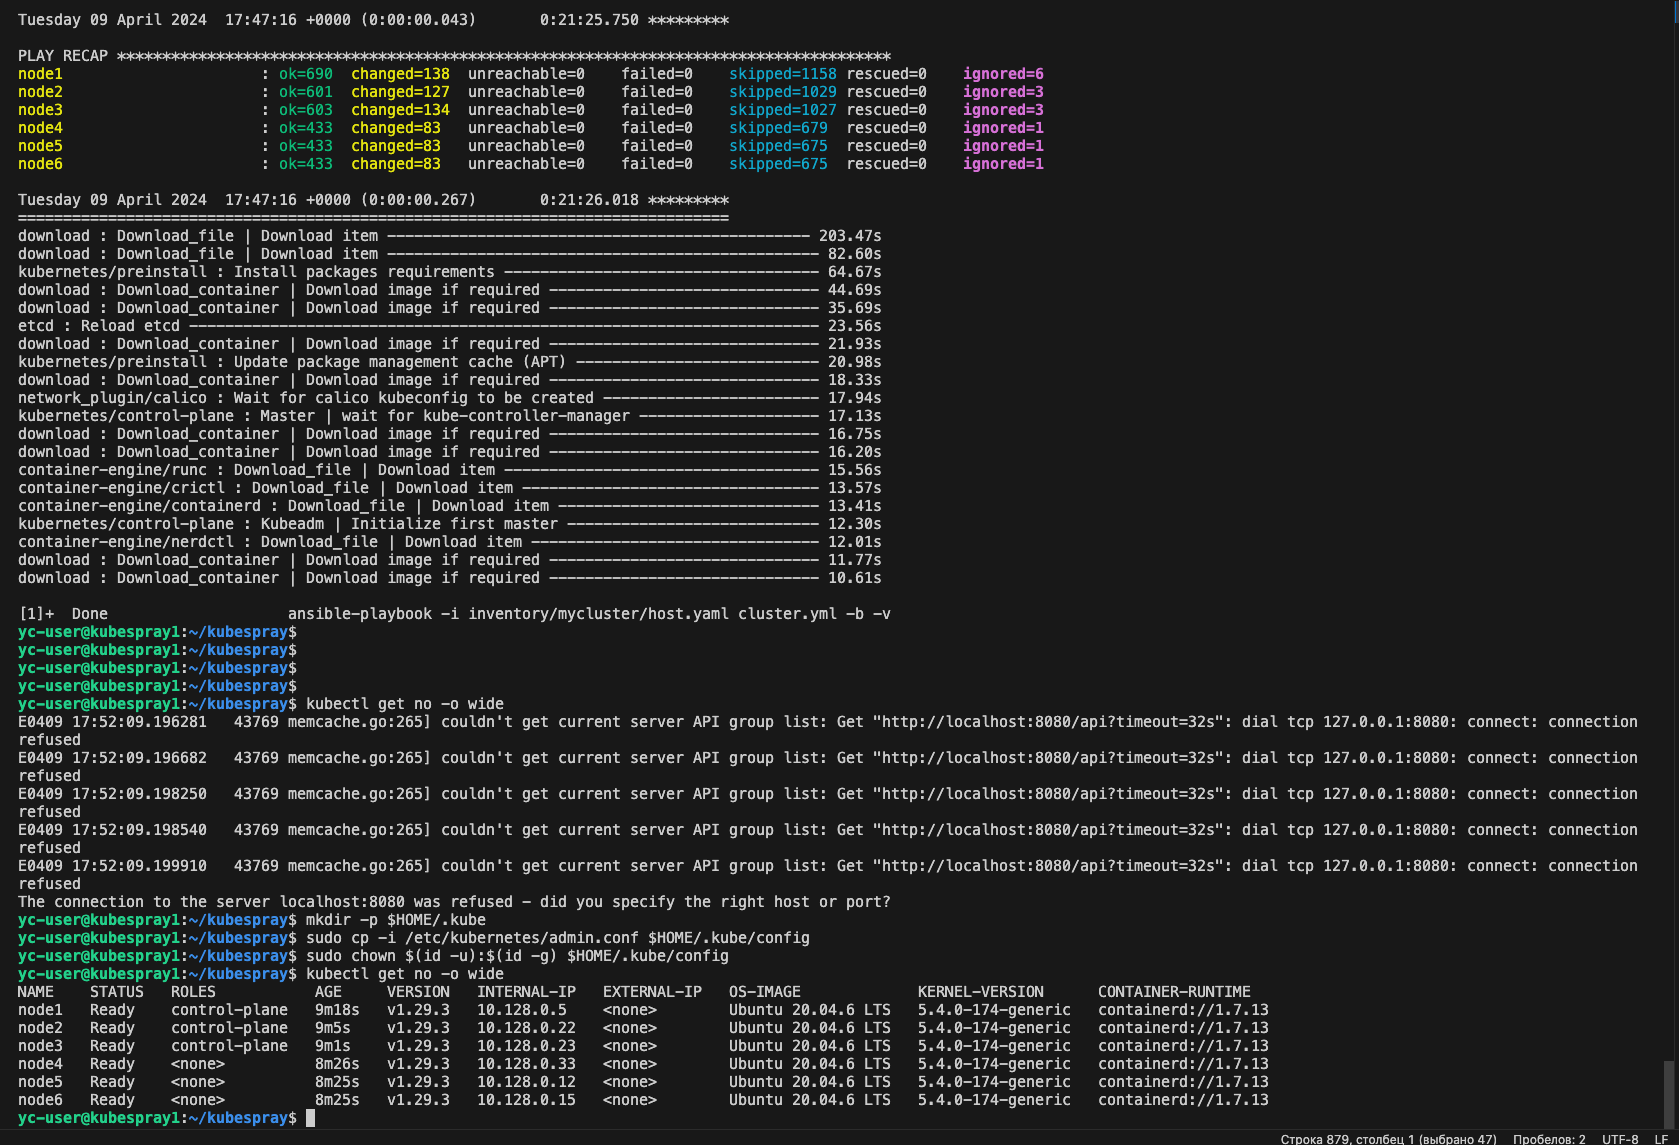 Tuesday 09 April 2024  17:47:16 +0000 (0:00:00.043)       0:21:25.750 *********
PLAY RECAP **************************************************************************************
node1                      : ok=690  changed=138  unreachable=0    failed=0    skipped=1158 rescued=0    ignored=6
node2                      : ok=601  changed=127  unreachable=0    failed=0    skipped=1029 rescued=0    ignored=3
node3                      : ok=603  changed=134  unreachable=0    failed=0    skipped=1027 rescued=0    ignored=3
node4                      : ok=433  changed=83   unreachable=0    failed=0    skipped=679  rescued=0    ignored=1
node5                      : ok=433  changed=83   unreachable=0    failed=0    skipped=675  rescued=0    ignored=1
node6                      : ok=433  changed=83   unreachable=0    failed=0    skipped=675  rescued=0    ignored=1
Tuesday 09 April 2024  17:47:16 +0000 (0:00:00.267)       0:21:26.018 *********
===============================================================================
download : Download_file | Download item ----------------------------------------------- 203.47s
download : Download_file | Download item ------------------------------------------------ 82.60s
kubernetes/preinstall : Install packages requirements ----------------------------------- 64.67s
download : Download_container | Download image if required ------------------------------ 44.69s
download : Download_container | Download image if required ------------------------------ 35.69s
etcd : Reload etcd ---------------------------------------------------------------------- 23.56s
download : Download_container | Download image if required ------------------------------ 21.93s
kubernetes/preinstall : Update package management cache (APT) --------------------------- 20.98s
download : Download_container | Download image if required ------------------------------ 18.33s
network_plugin/calico : Wait for calico kubeconfig to be created ------------------------ 17.94s
kubernetes/control-plane : Master | wait for kube-controller-manager -------------------- 17.13s
download : Download_container | Download image if required ------------------------------ 16.75s
download : Download_container | Download image if required ------------------------------ 16.20s
container-engine/runc : Download_file | Download item ----------------------------------- 15.56s
container-engine/crictl : Download_file | Download item --------------------------------- 13.57s
container-engine/containerd : Download_file | Download item ----------------------------- 13.41s
kubernetes/control-plane : Kubeadm | Initialize first master ---------------------------- 12.30s
container-engine/nerdctl : Download_file | Download item -------------------------------- 12.01s
download : Download_container | Download image if required ------------------------------ 11.77s
download : Download_container | Download image if required ------------------------------ 10.61s
[1]+  Done                    ansible-playbook -i inventory/mycluster/host.yaml cluster.yml -b -v
yc-user@kubespray1:~/kubespray$
yc-user@kubespray1:~/kubespray$
yc-user@kubespray1:~/kubespray$
yc-user@kubespray1:~/kubespray$
yc-user@kubespray1:~/kubespray$ kubectl get no -o wide
E0409 17:52:09.196281   43769 memcache.go:265] couldn't get current server API group list: Get "http://localhost:8080/api?timeout=32s": dial tcp 127.0.0.1:8080: connect: connection
refused
E0409 17:52:09.196682   43769 memcache.go:265] couldn't get current server API group list: Get "http://localhost:8080/api?timeout=32s": dial tcp 127.0.0.1:8080: connect: connection
refused
E0409 17:52:09.198250   43769 memcache.go:265] couldn't get current server API group list: Get "http://localhost:8080/api?timeout=32s": dial tcp 127.0.0.1:8080: connect: connection
refused
E0409 17:52:09.198540   43769 memcache.go:265] couldn't get current server API group list: Get "http://localhost:8080/api?timeout=32s": dial tcp 127.0.0.1:8080: connect: connection
refused
E0409 17:52:09.199910   43769 memcache.go:265] couldn't get current server API group list: Get "http://localhost:8080/api?timeout=32s": dial tcp 127.0.0.1:8080: connect: connection
refused
The connection to the server localhost:8080 was refused - did you specify the right host or port?
yc-user@kubespray1:~/kubespray$ mkdir -p $HOME/.kube
yc-user@kubespray1:~/kubespray$ sudo cp -i /etc/kubernetes/admin.conf $HOME/.kube/config
yc-user@kubespray1:~/kubespray$ sudo chown $(id -u):$(id -g) $HOME/.kube/config
yc-user@kubespray1:~/kubespray$ kubectl get no -o wide
NAME    STATUS   ROLES           AGE     VERSION   INTERNAL-IP   EXTERNAL-IP   OS-IMAGE             KERNEL-VERSION      CONTAINER-RUNTIME
node1   Ready    control-plane   9m18s   v1.29.3   10.128.0.5    <none>        Ubuntu 20.04.6 LTS   5.4.0-174-generic   containerd://1.7.13
node2   Ready    control-plane   9m5s    v1.29.3   10.128.0.22   <none>        Ubuntu 20.04.6 LTS   5.4.0-174-generic   containerd://1.7.13
node3   Ready    control-plane   9m1s    v1.29.3   10.128.0.23   <none>        Ubuntu 20.04.6 LTS   5.4.0-174-generic   containerd://1.7.13
node4   Ready    <none>          8m26s   v1.29.3   10.128.0.33   <none>        Ubuntu 20.04.6 LTS   5.4.0-174-generic   containerd://1.7.13
node5   Ready    <none>          8m25s   v1.29.3   10.128.0.12   <none>        Ubuntu 20.04.6 LTS   5.4.0-174-generic   containerd://1.7.13
node6   Ready    <none>          8m25s   v1.29.3   10.128.0.15   <none>        Ubuntu 20.04.6 LTS   5.4.0-174-generic   containerd://1.7.13
yc-user@kubespray1:~/kubespray$
Строка 879, столбец 1 (выбрано 47)   Пробелов: 2   UTF-8   LF